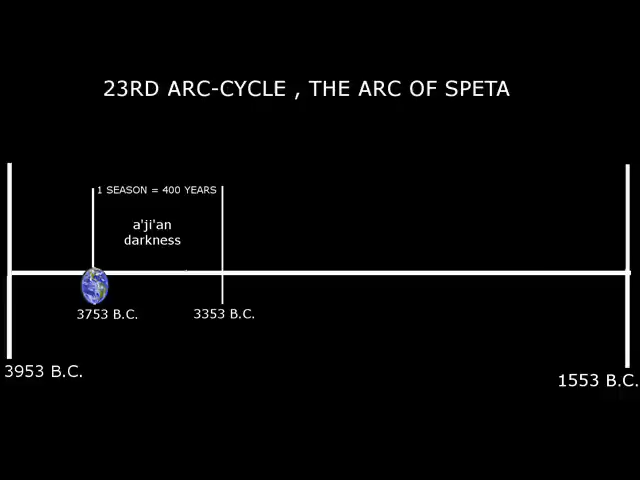 23RD ARC-CYCLE , THE ARC OF SPETA
1 SEASON = 400 YEARS
a'ji'an
darkness
3753 B.C.
3353 B.C.
3953 B.C.
1553 B.C.